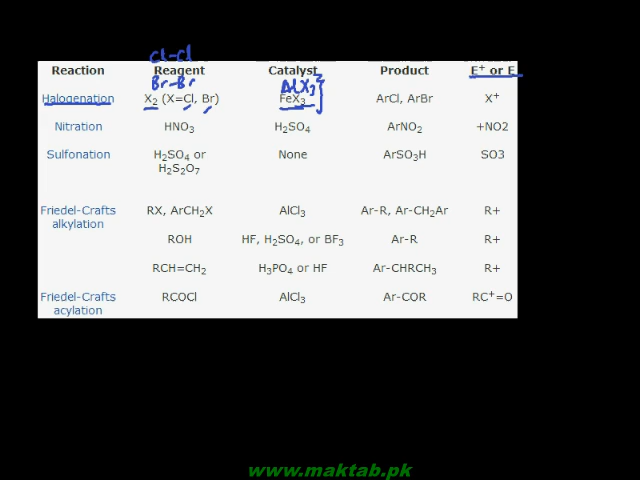 Cl-Cl
Reaction Reagent Catalyst Product E⁺ or E
Br-Br AlX₃
Halogenation X₂ (X=Cl, Br) FeX₃ ArCl, ArBr X⁺
Nitration HNO₃ H₂SO₄ ArNO₂ +NO2
Sulfonation H₂SO₄ or None ArSO₃H SO3
H₂S₂O₇
Friedel-Crafts RX, ArCH₂X AlCl₃ Ar-R, Ar-CH₂Ar R+
alkylation
ROH HF, H₂SO₄, or BF₃ Ar-R R+
RCH=CH₂ H₃PO₄ or HF Ar-CHRCH₃ R+
Friedel-Crafts RCOCl AlCl₃ Ar-COR RC⁺=O
acylation
www.maktab.pk